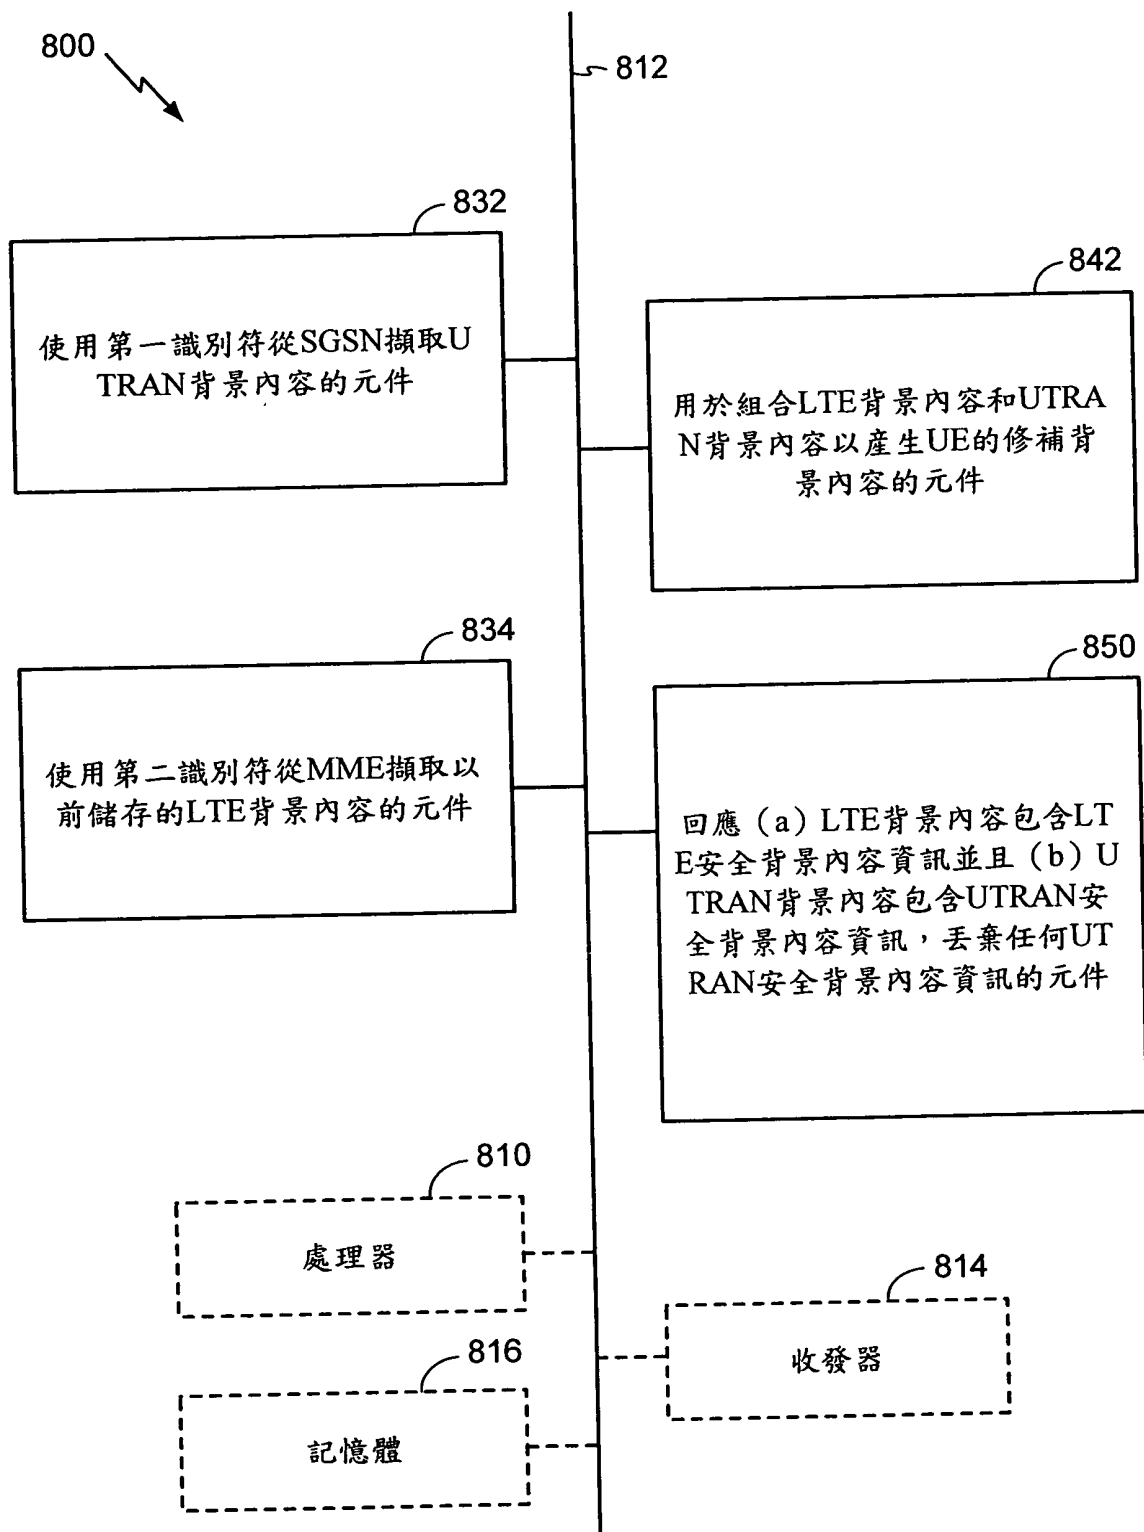 800
812
832
使用第一識別符從SGSN擷取U
TRAN背景內容的元件
842
用於組合LTE背景內容和UTRA
N背景內容以產生UE的修補背
景內容的元件
834
使用第二識別符從MME擷取以
前儲存的LTE背景內容的元件
850
回應（a）LTE背景內容包含LT
E安全背景內容資訊並且（b）U
TRAN背景內容包含UTRAN安
全背景內容資訊，丟棄任何UT
RAN安全背景內容資訊的元件
810
處理器
814
收發器
816
記憶體